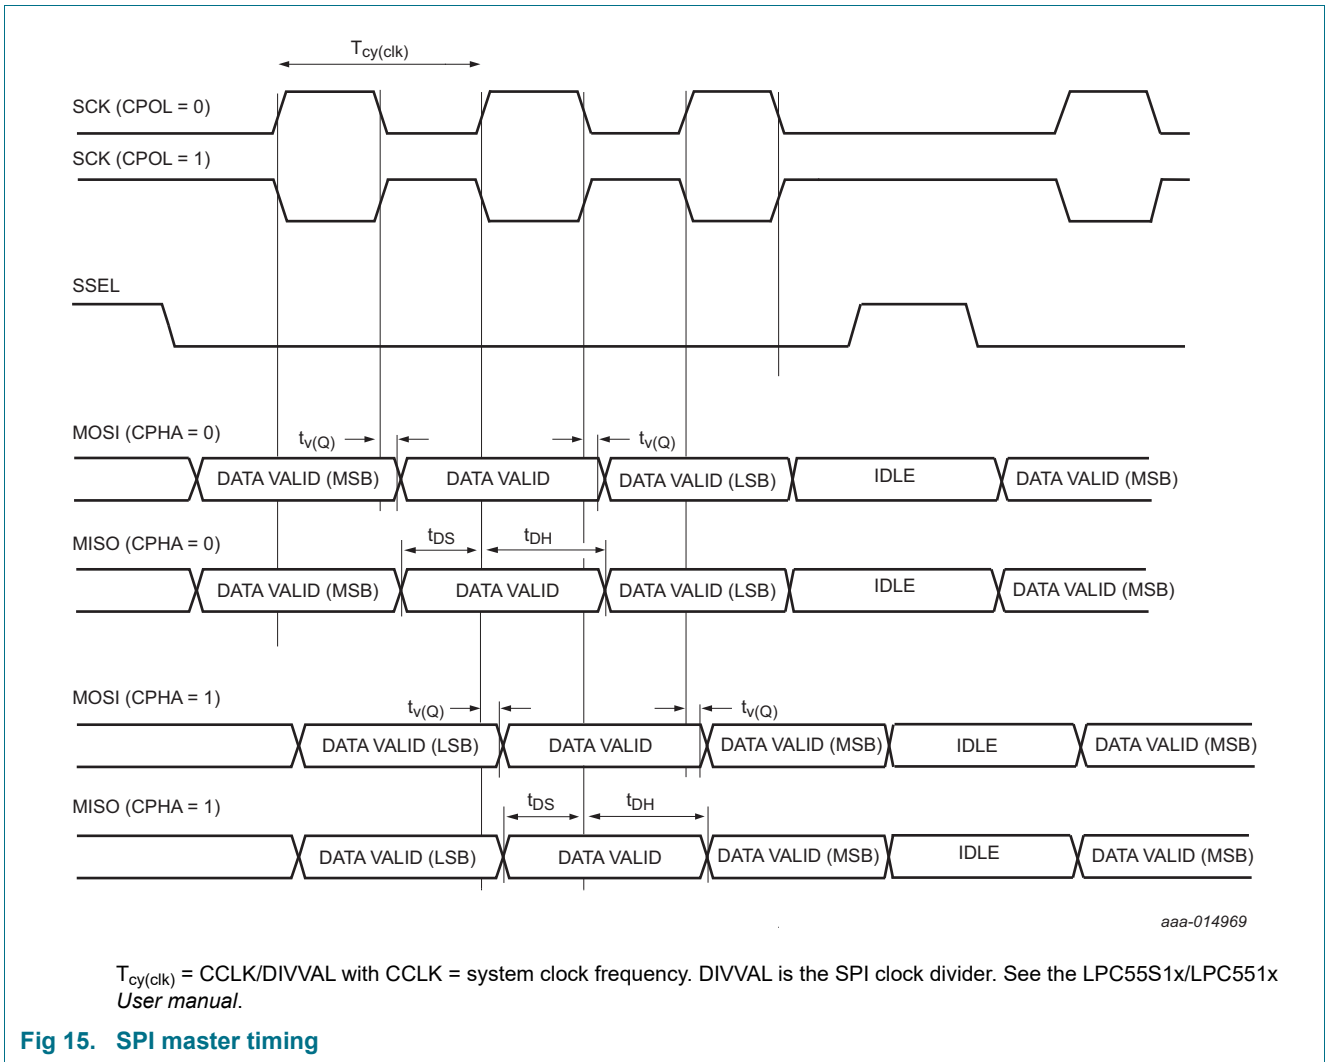 Tcy(clk)
SCK (CPOL = 0)
SCK (CPOL = 1)
SSEL
MOSI (CPHA = 0)
tv(Q) tv(Q)
DATA VALID (MSB) DATA VALID DATA VALID (LSB) IDLE DATA VALID (MSB)
MISO (CPHA = 0)
tDS tDH
DATA VALID (MSB) DATA VALID DATA VALID (LSB) IDLE DATA VALID (MSB)
MOSI (CPHA = 1)
tv(Q) tv(Q)
DATA VALID (LSB) DATA VALID DATA VALID (MSB) IDLE DATA VALID (MSB)
MISO (CPHA = 1)
tDS tDH
DATA VALID (LSB) DATA VALID DATA VALID (MSB) IDLE DATA VALID (MSB)
aaa-014969
Tcy(clk) = CCLK/DIVVAL with CCLK = system clock frequency. DIVVAL is the SPI clock divider. See the LPC55S1x/LPC551x
User manual.
Fig 15. SPI master timing